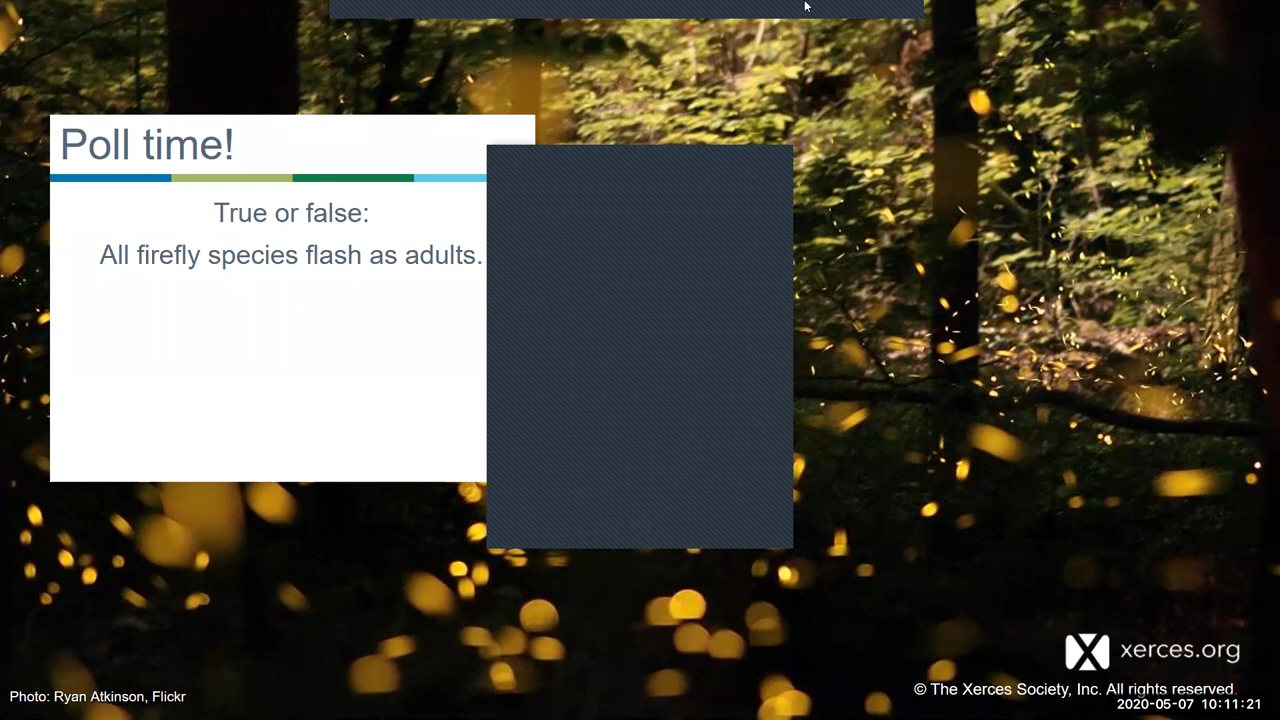 Poll time!
True or false:
All firefly species flash as adults.
xerces.org
Photo: Ryan Atkinson, Flickr
© The Xerces Society, Inc. All rights reserved.
2020-05-07 10:11:21